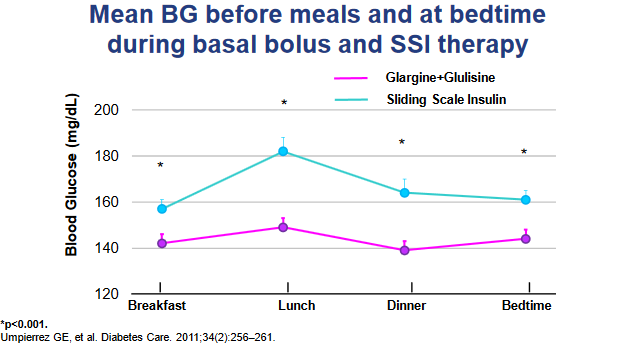 Mean BG before meals and at bedtime
during basal bolus and SSI therapy
Glargine+Glulisine
Sliding Scale Insulin
Blood Glucose (mg/dL)
200
180
160
140
120
*
*
*
*
Breakfast
Lunch
Dinner
Bedtime
*p<0.001.
Umpierrez GE, et al. Diabetes Care. 2011;34(2):256–261.